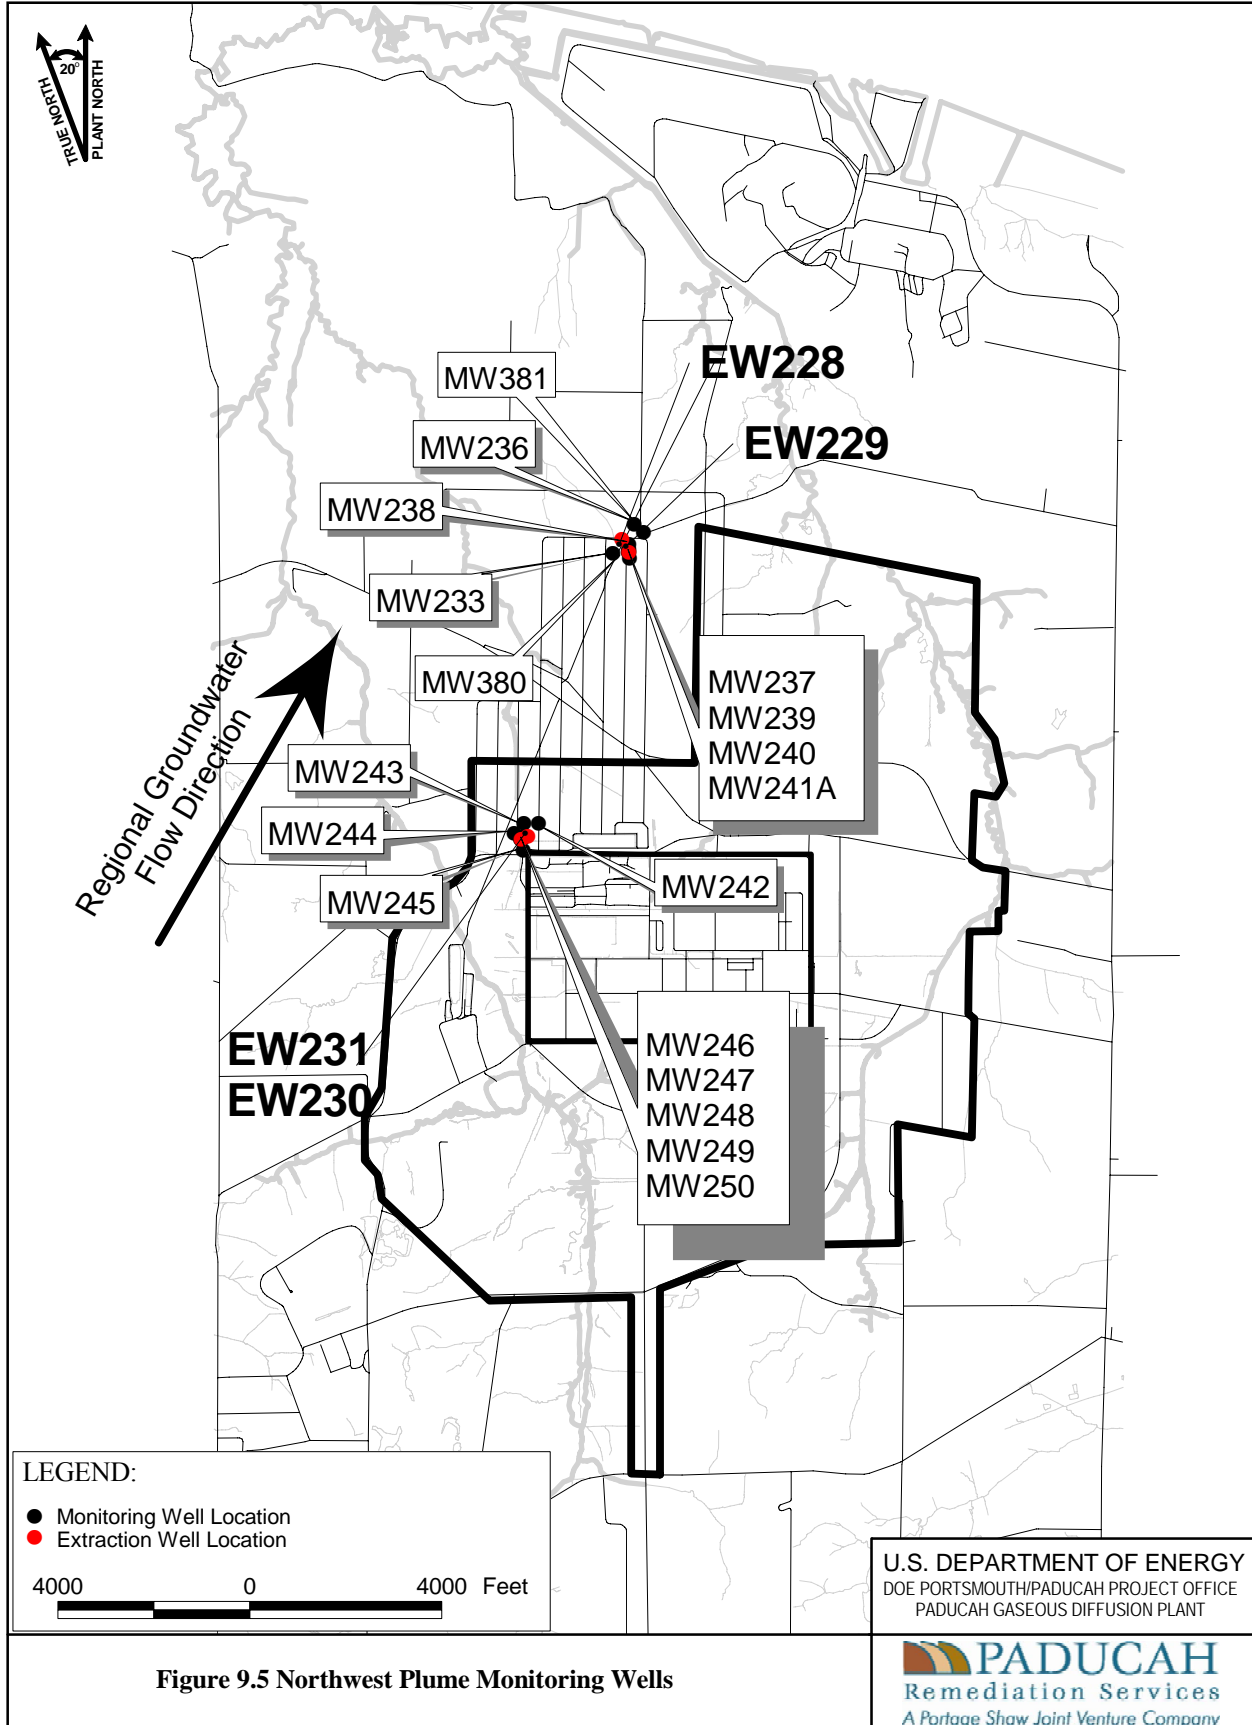 TRUE NORTH
20°
PLANT NORTH
MW381
EW228
MW236
EW229
MW238
MW233
MW380
MW237
MW239
MW240
MW241A
Regional Groundwater
Flow Direction
MW243
MW244
MW242
MW245
EW231
EW230
MW246
MW247
MW248
MW249
MW250
LEGEND:
Monitoring Well Location
Extraction Well Location
4000 0 4000 Feet
U.S. DEPARTMENT OF ENERGY
DOE PORTSMOUTH/PADUCAH PROJECT OFFICE
PADUCAH GASEOUS DIFFUSION PLANT
Figure 9.5 Northwest Plume Monitoring Wells
PADUCAH
Remediation Services
A Portage Shaw Joint Venture Company